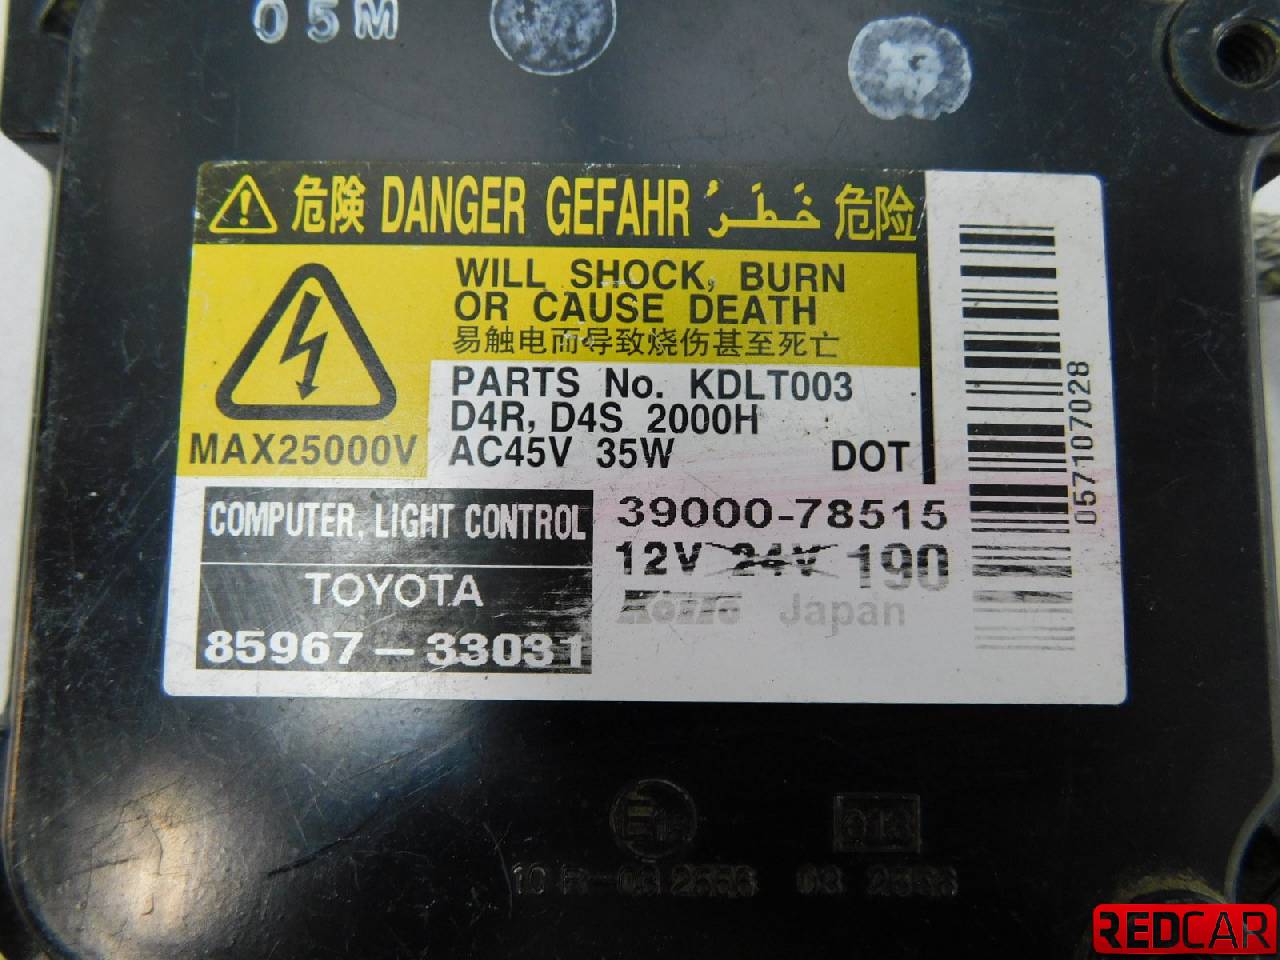 05M
危険 DANGER GEFAHR خَطَرٌ 危险
WILL SHOCK, BURN
OR CAUSE DEATH
易触电而导致烧伤甚至死亡
PARTS No. KDLT003
D4R, D4S 2000H
AC45V 35W DOT
MAX25000V
COMPUTER, LIGHT CONTROL
TOYOTA
85967-33031
39000-78515
12V 24V 190
KOITO Japan
057107028
REDCAR